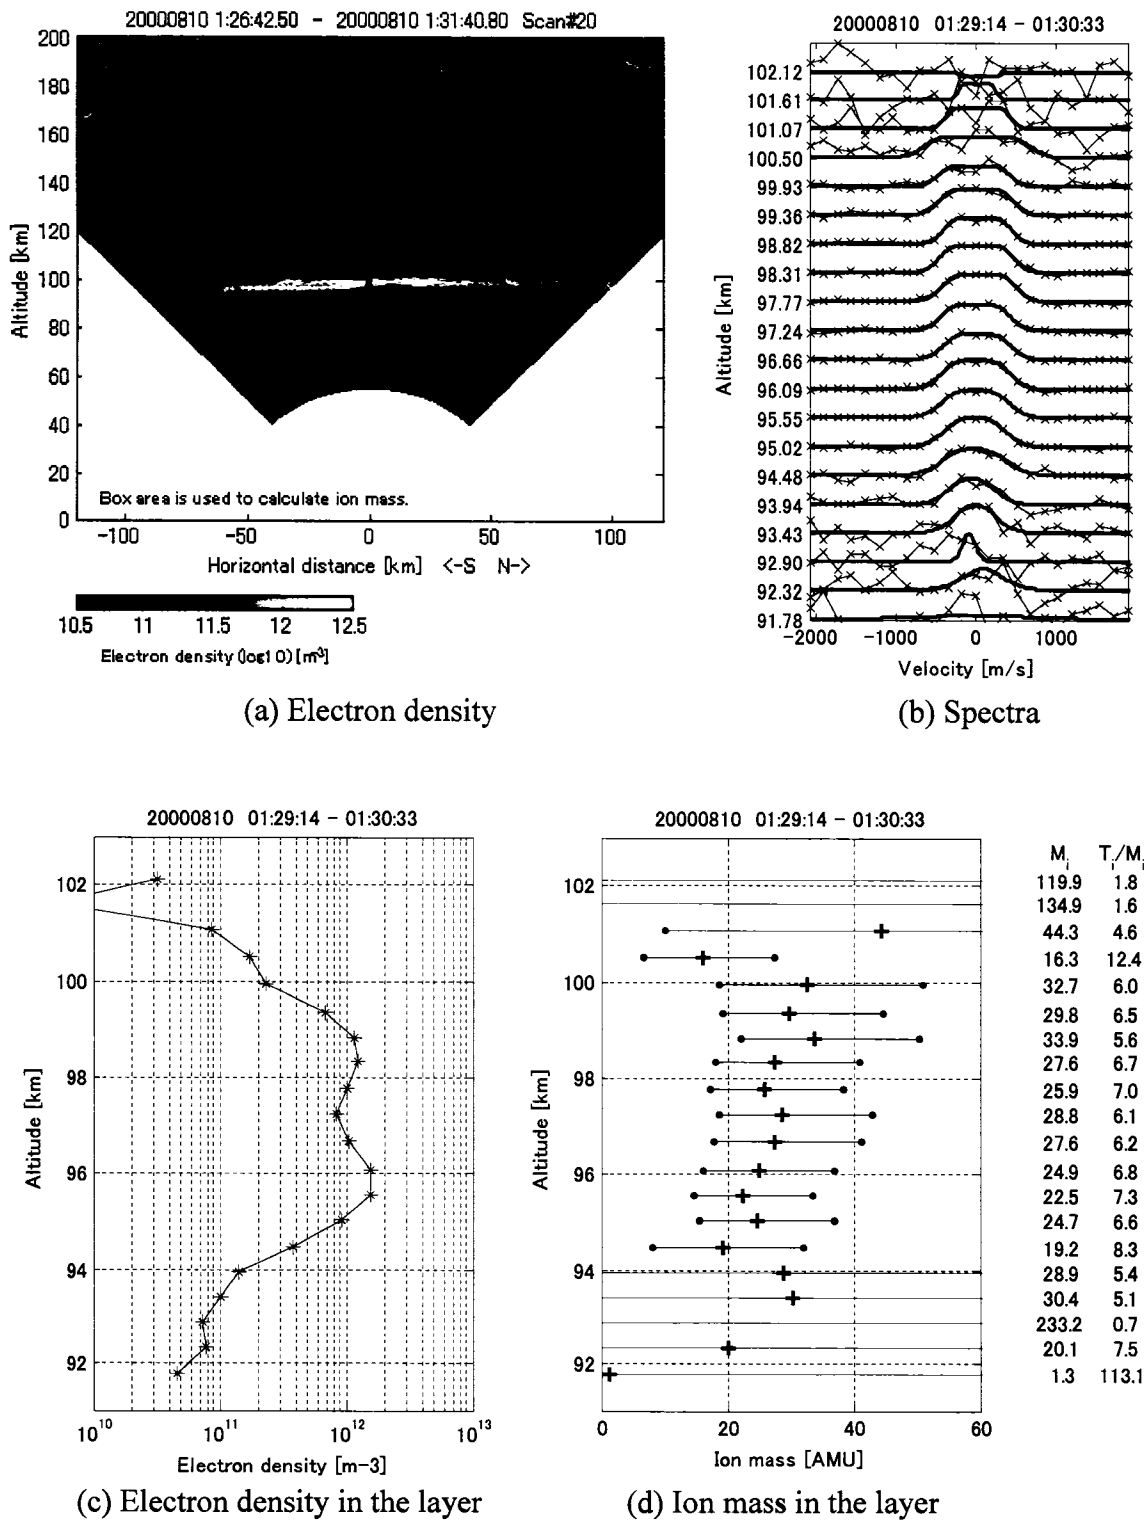 20000810 1:26:42.50 - 20000810 1:31:40.80 Scan#20
200
180
160
140
120
100
80
60
40
20
0
Altitude [km]
Box area is used to calculate ion mass.
-100 -50 0 50 100
Horizontal distance [km] <-S N->
10.5 11 11.5 12 12.5
Electron density (log10) [m³]
(a) Electron density
20000810 01:29:14 - 01:30:33
102.12
101.61
101.07
100.50
99.93
99.36
98.82
98.31
97.77
97.24
96.66
96.09
95.55
95.02
94.48
93.94
93.43
92.90
92.32
91.78
Altitude [km]
-2000 -1000 0 1000
Velocity [m/s]
(b) Spectra
20000810 01:29:14 - 01:30:33
102
100
98
96
94
92
Altitude [km]
10¹⁰ 10¹¹ 10¹² 10¹³
Electron density [m-3]
(c) Electron density in the layer
20000810 01:29:14 - 01:30:33
102
100
98
96
94
92
Altitude [km]
0 20 40 60
Ion mass [AMU]
Mᵢ Tᵢ/Mᵢ
119.9 1.8
134.9 1.6
44.3 4.6
16.3 12.4
32.7 6.0
29.8 6.5
33.9 5.6
27.6 6.7
25.9 7.0
28.8 6.1
27.6 6.2
24.9 6.8
22.5 7.3
24.7 6.6
19.2 8.3
28.9 5.4
30.4 5.1
233.2 0.7
20.1 7.5
1.3 113.1
(d) Ion mass in the layer